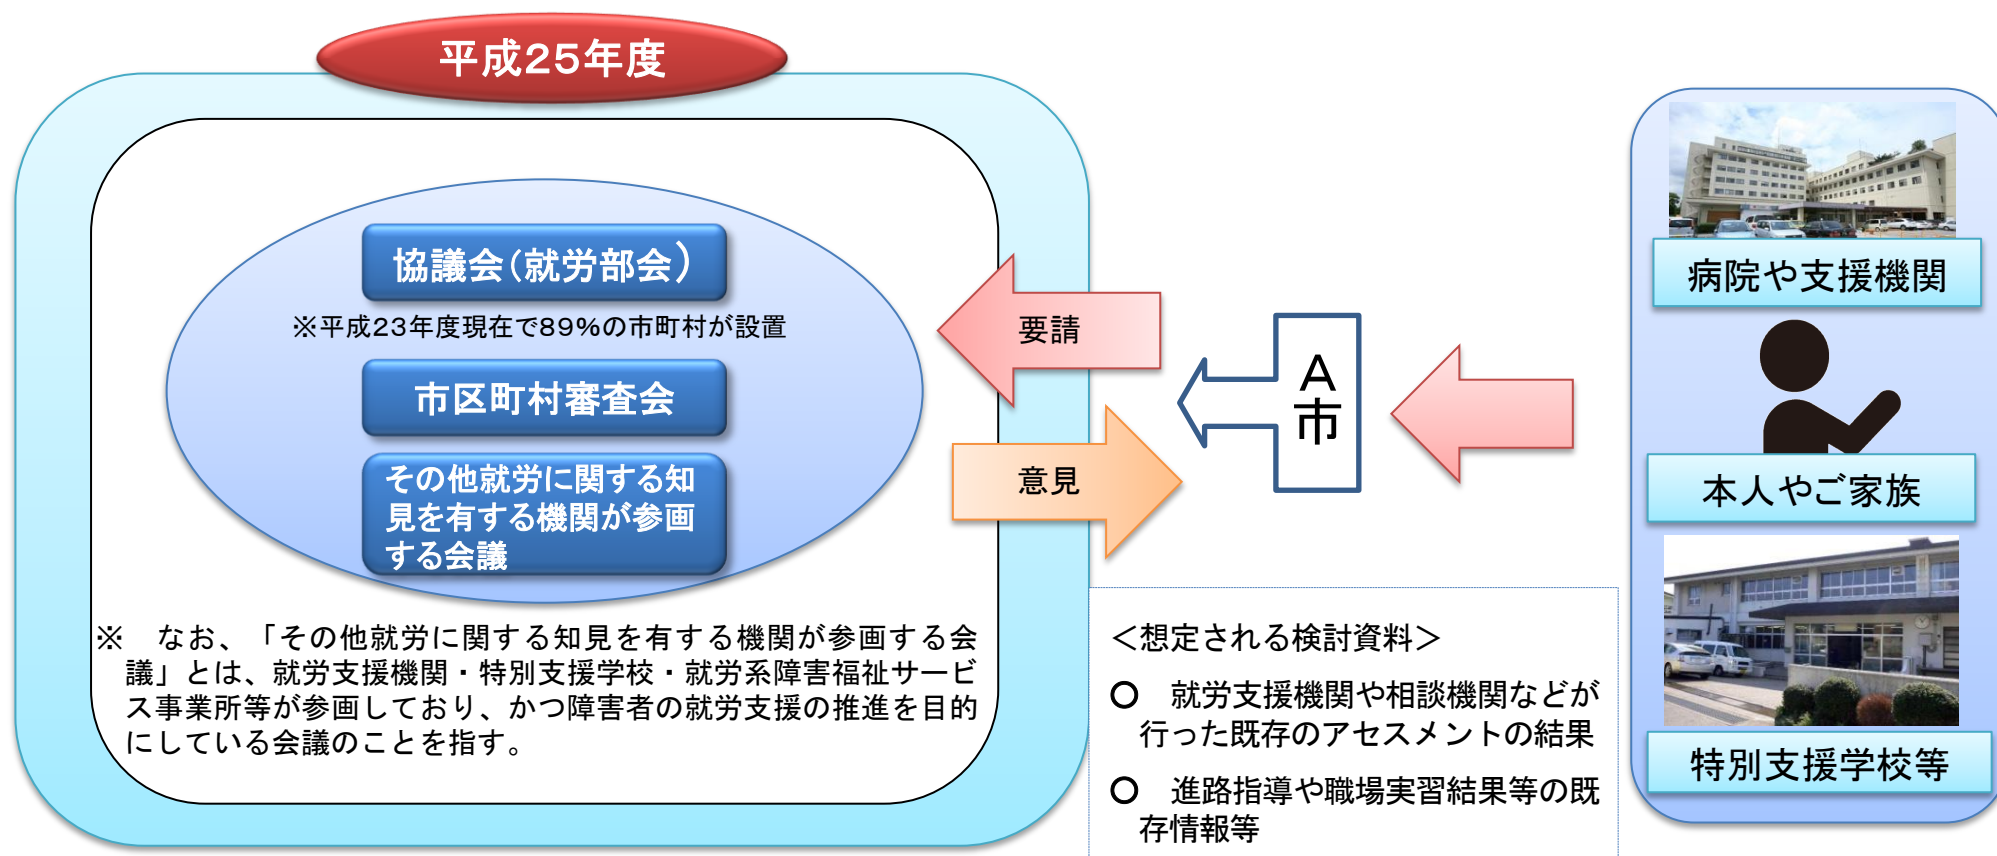 平成25年度
協議会(就労部会)
※平成23年度現在で89%の市町村が設置
市区町村審査会
その他就労に関する知
見を有する機関が参画
する会議
※　なお、「その他就労に関する知見を有する機関が参画する会
議」とは、就労支援機関・特別支援学校・就労系障害福祉サービ
ス事業所等が参画しており、かつ障害者の就労支援の推進を目的
にしている会議のことを指す。
要請
意見
A
市
<想定される検討資料>
○　就労支援機関や相談機関などが
行った既存のアセスメントの結果
○　進路指導や職場実習結果等の既
存情報等
病院や支援機関
本人やご家族
特別支援学校等